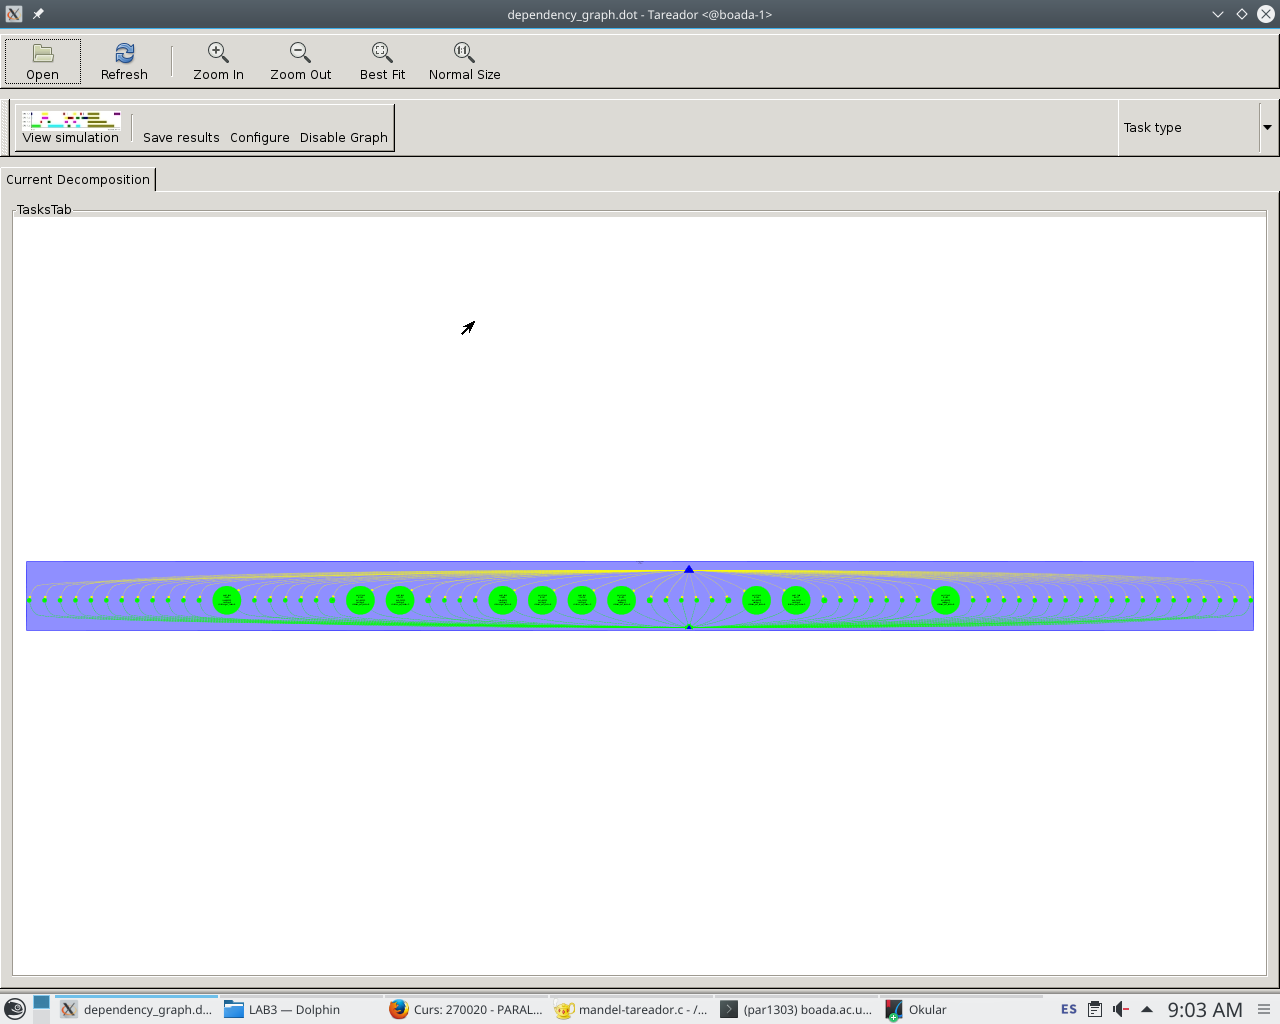 dependency_graph.dot - Tareador <@boada-1>
Open Refresh Zoom In Zoom Out Best Fit Normal Size
View simulation Save results Configure Disable Graph Task type
Current Decomposition
TasksTab
dependency_graph.d... LAB3 — Dolphin Curs: 270020 - PARAL... mandel-tareador.c - /... (par1303) boada.ac.u... Okular ES 9:03 AM